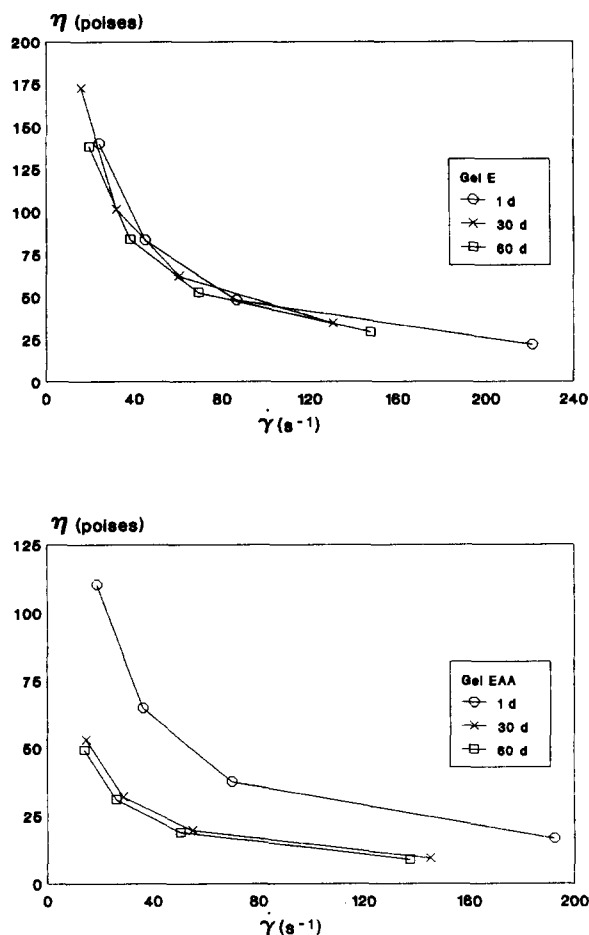 η (poises)
200
175
150
125
100
75
50
25
0
Gel E
1 d
30 d
60 d
0 40 80 120 160 200 240
γ̇ (s⁻¹)
η (poises)
125
100
75
50
25
0
Gel EAA
1 d
30 d
60 d
0 40 80 120 160 200
γ̇ (s⁻¹)